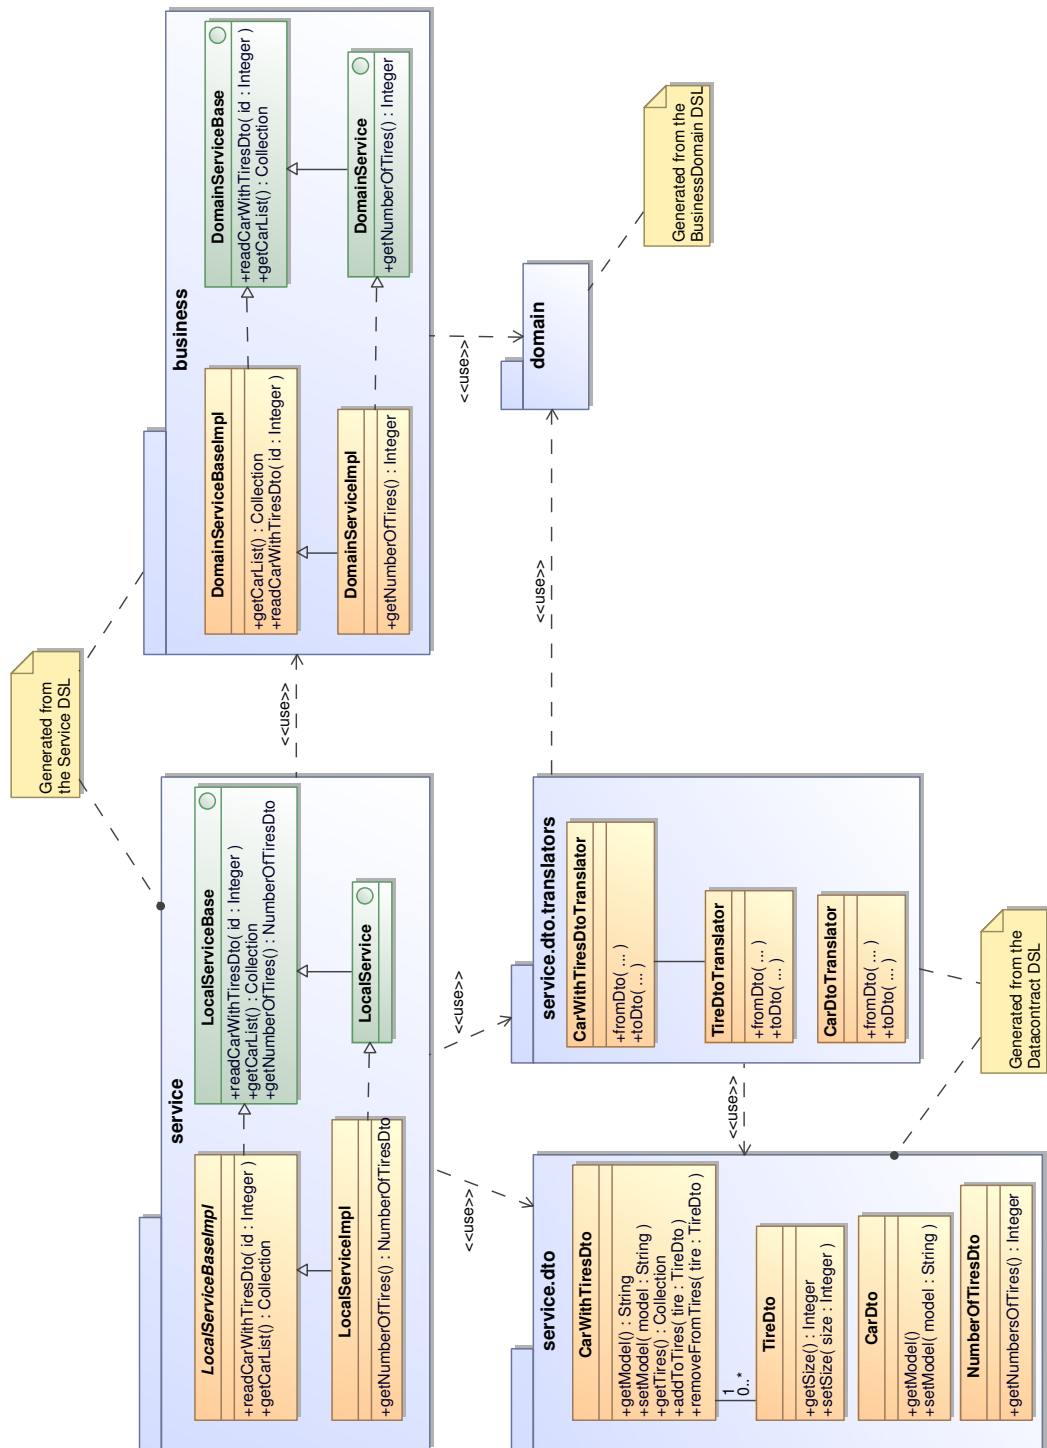 Generated from
the Service DSL
service
LocalServiceBaseImpl
+readCarWithTiresDto( id : Integer )
+getCarList() : Collection
LocalServiceBase
+readCarWithTiresDto( id : Integer )
+getCarList() : Collection
+getNumberOfTires() : NumberOfTiresDto
LocalServiceImpl
+getNumberOfTires() : NumberOfTiresDto
LocalService
<<use>>
business
DomainServiceBaseImpl
+getCarList() : Collection
+readCarWithTiresDto( id : Integer )
DomainServiceBase
+readCarWithTiresDto( id : Integer )
+getCarList() : Collection
DomainServiceImpl
+getNumberOfTires() : Integer
DomainService
+getNumberOfTires() : Integer
<<use>>
<<use>>
<<use>>
service.dto
CarWithTiresDto
+getModel() : String
+setModel( model : String )
+getTires() : Collection
+addToTires( tire : TireDto )
+removeFromTires( tire : TireDto )
1
0..*
TireDto
+getSize() : Integer
+setSize( size : Integer )
CarDto
+getModel()
+setModel( model : String )
NumberOfTiresDto
+getNumbersOfTires() : Integer
<<use>>
service.dto.translators
CarWithTiresDtoTranslator
+fromDto( ... )
+toDto( ... )
TireDtoTranslator
+fromDto( ... )
+toDto( ... )
CarDtoTranslator
+fromDto( ... )
+toDto( ... )
<<use>>
domain
Generated from the
BusinessDomain DSL
Generated from the
Datacontract DSL